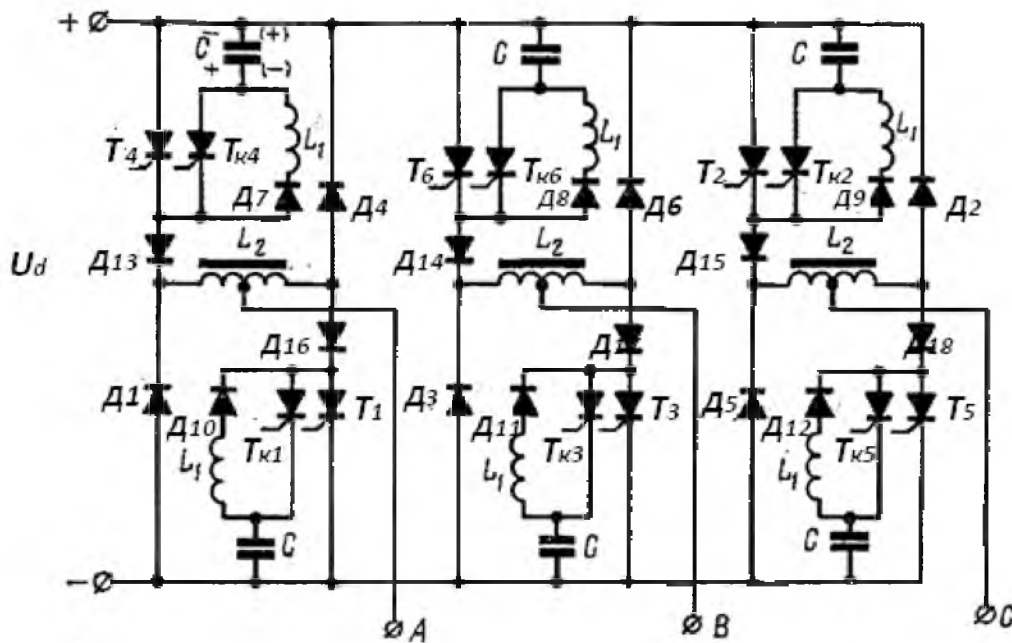 +
C - (+)
+ (-)
C
C
L1
L1
L1
T4
Tк4
T6
Tк6
T2
Tк2
Д7
Д4
Д8
Д6
Д9
Д2
Ud
Д13
L2
Д14
L2
Д15
L2
Д16
Д18
Д1
Д10
Tк1
T1
Д3
Д11
Tк3
T3
Д5
Д12
Tк5
T5
L1
L1
L1
C
C
C
-
A
B
C